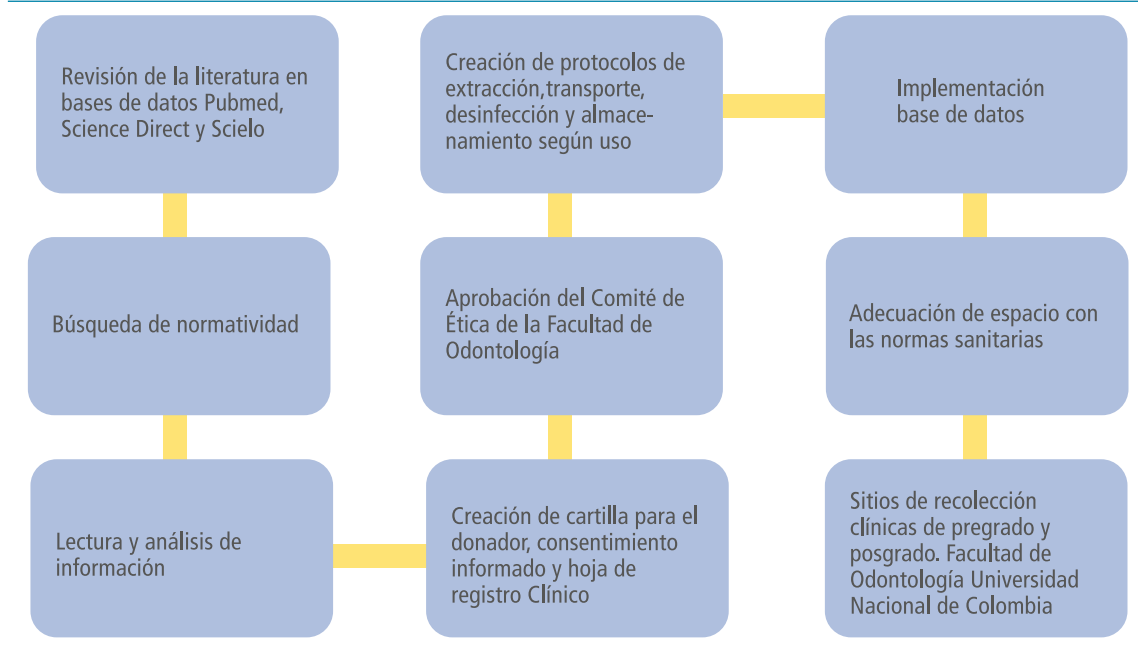 Revisión de la literatura en
bases de datos Pubmed,
Science Direct y Scielo
Búsqueda de normatividad
Lectura y análisis de
información
Creación de cartilla para el
donador, consentimiento
informado y hoja de
registro Clínico
Aprobación del Comité de
Ética de la Facultad de
Odontología
Creación de protocolos de
extracción,transporte,
desinfección y almace-
namiento según uso
Implementación
base de datos
Adecuación de espacio con
las normas sanitarias
Sitios de recolección
clínicas de pregrado y
posgrado. Facultad de
Odontología Universidad
Nacional de Colombia